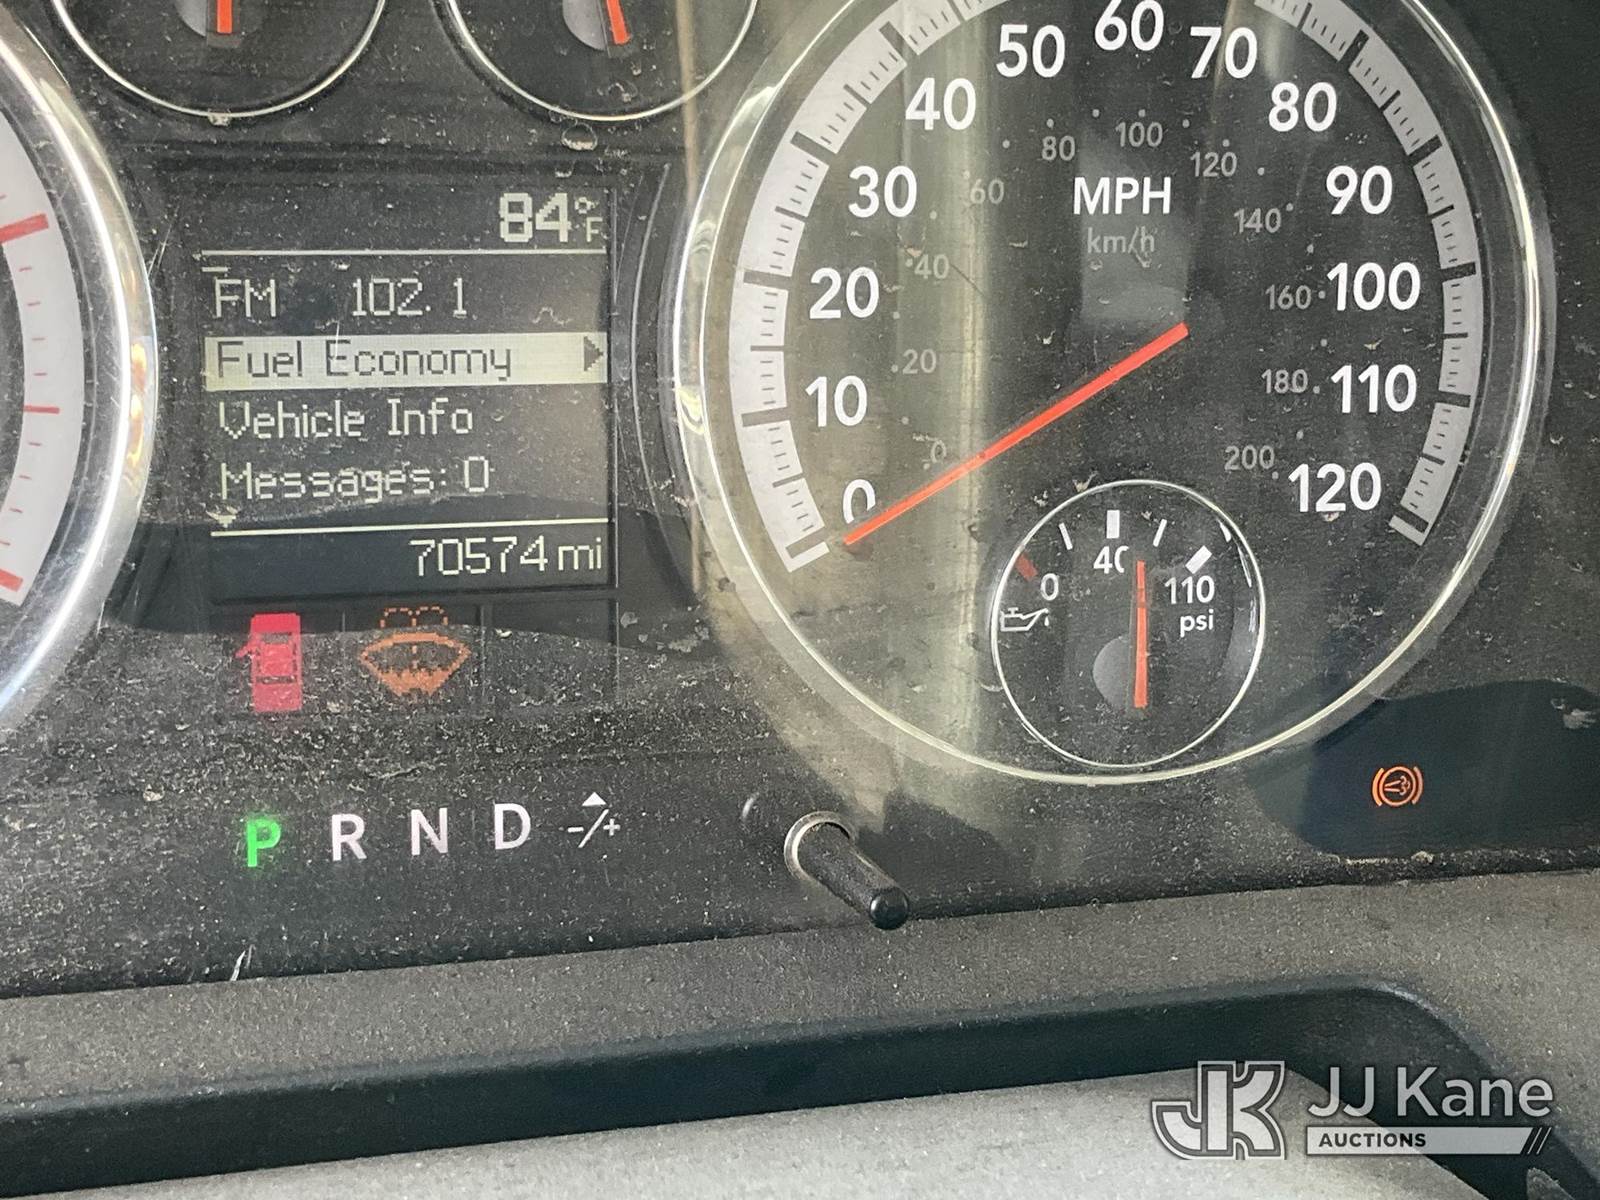 84°F
FM 102.1
Fuel Economy
Vehicle Info
Messages: 0
70574 mi
P R N D -/+
0 10 20 30 40 50 60 70 80 90 100 110 120
MPH
km/h
0 20 40 60 80 100 120 140 160 180 200
0 40 110
psi
JK JJ Kane
AUCTIONS